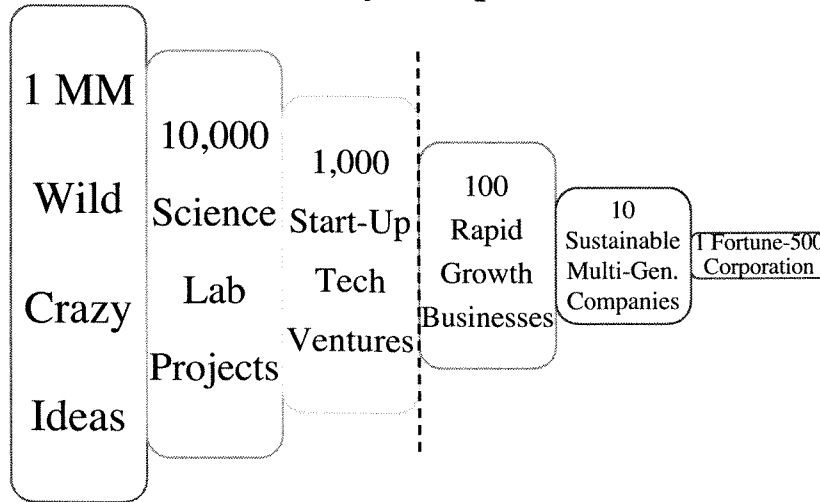 1 MM
Wild
Crazy
Ideas
10,000
Science
Lab
Projects
1,000
Start-Up
Tech
Ventures
100
Rapid
Growth
Businesses
10
Sustainable
Multi-Gen.
Companies
1 Fortune-500
Corporation